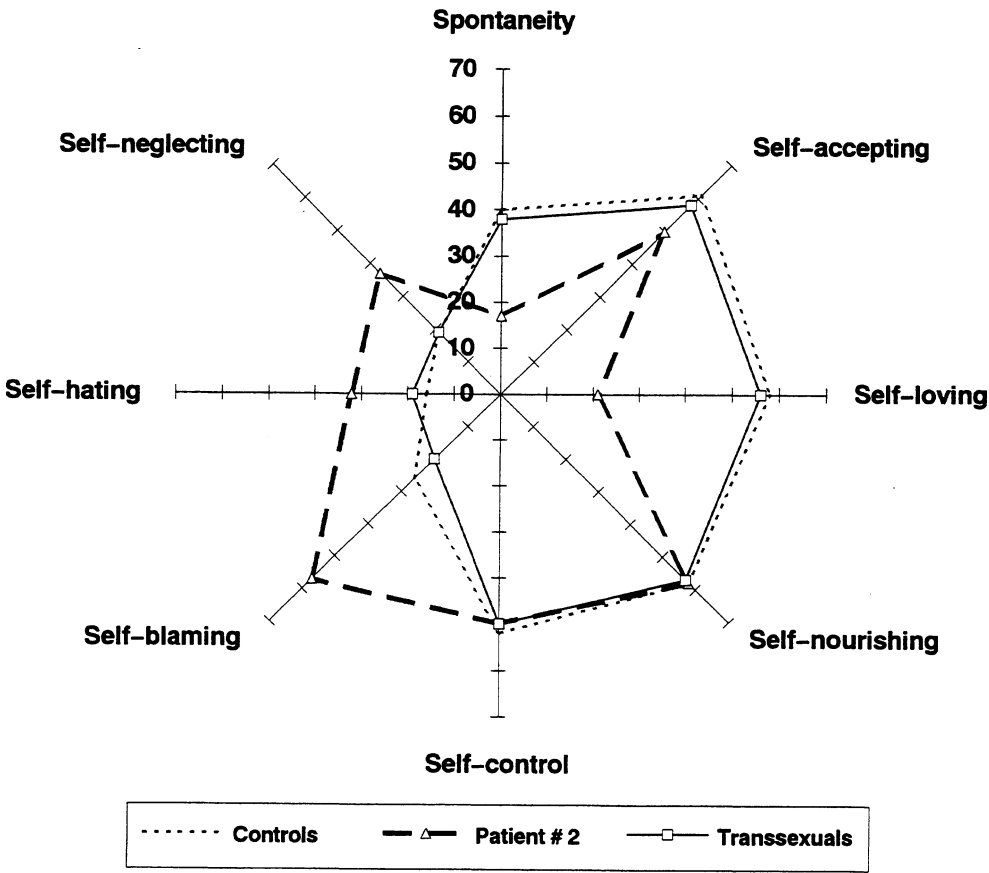 Spontaneity
70
60
50
40
30
20
10
0
Self-neglecting
Self-accepting
Self-hating
Self-loving
Self-blaming
Self-nourishing
Self-control
Controls
Patient # 2
Transsexuals